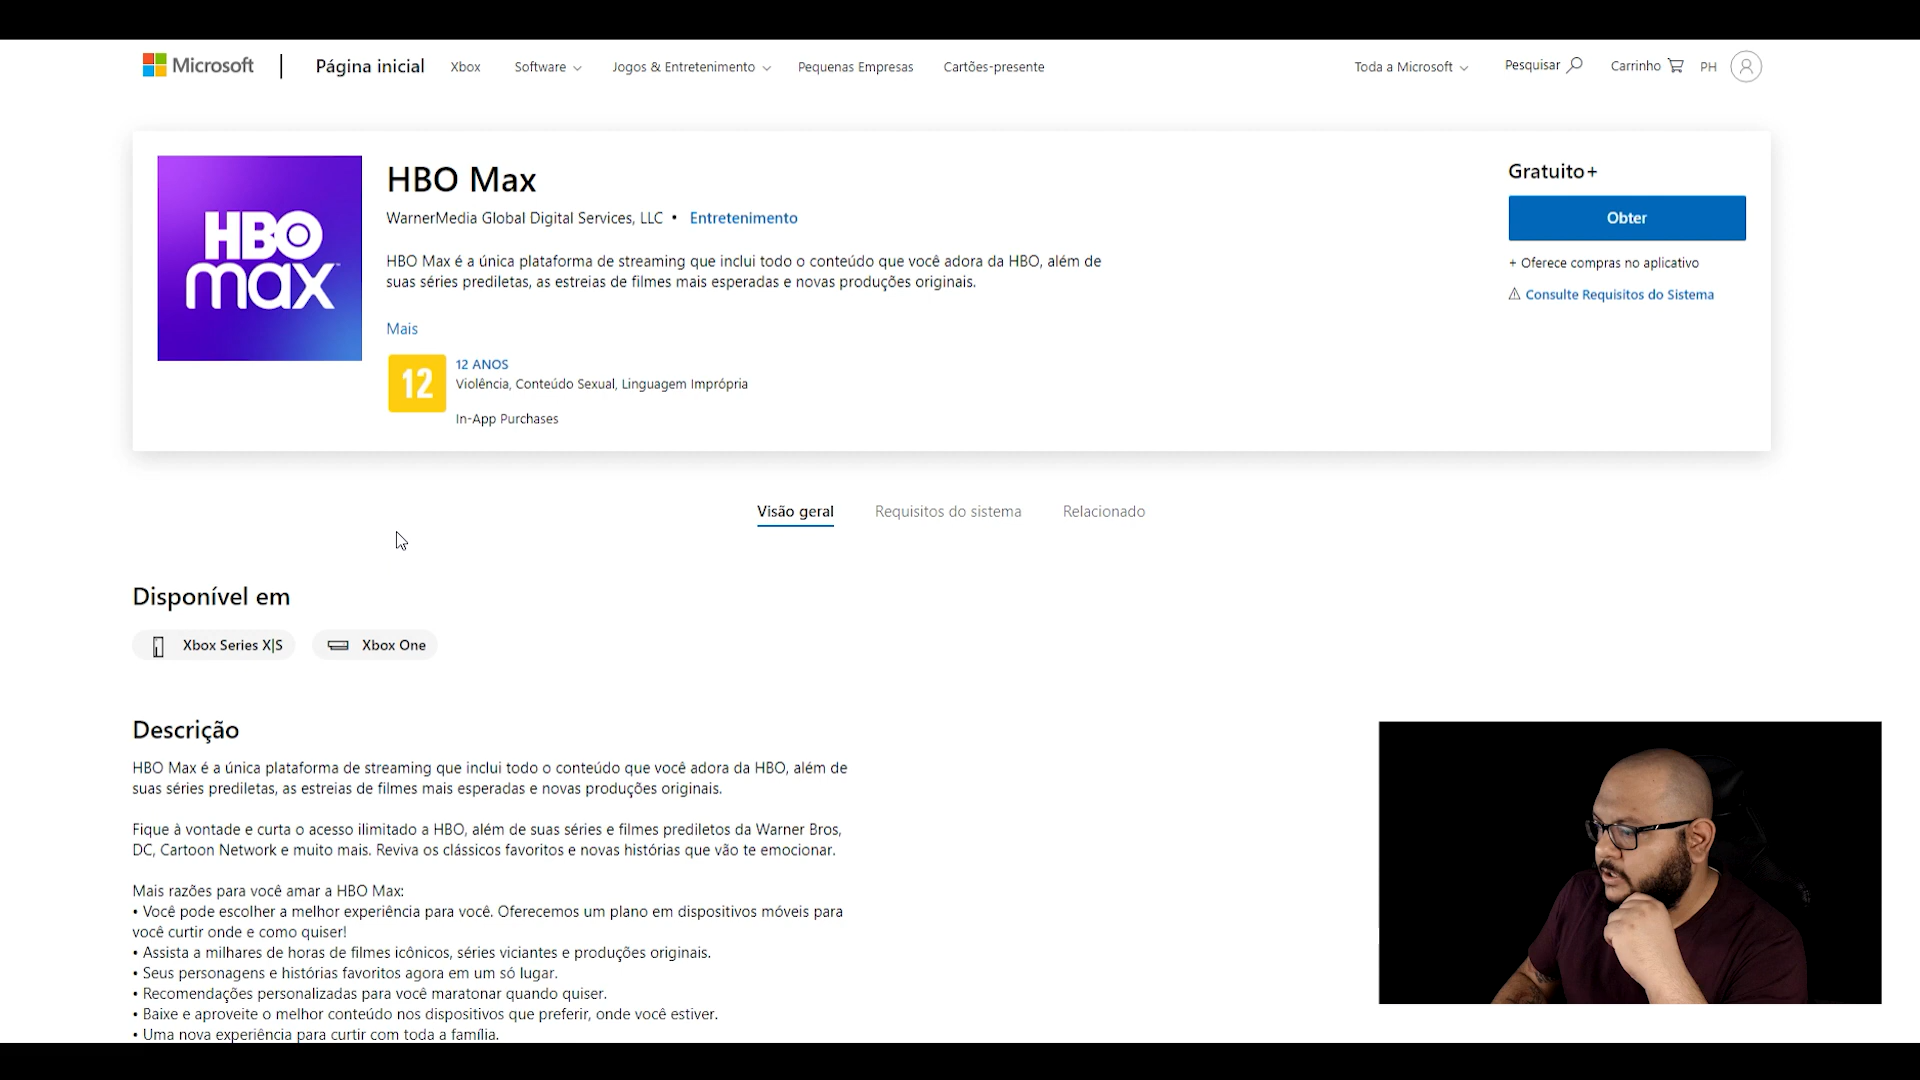 Microsoft
Página inicial
Xbox
Software
Jogos & Entretenimento
Pequenas Empresas
Cartões-presente
Toda a Microsoft
Pesquisar
Carrinho
PH
HBO
max
HBO Max
WarnerMedia Global Digital Services, LLC • Entretenimento
HBO Max é a única plataforma de streaming que inclui todo o conteúdo que você adora da HBO, além de
suas séries prediletas, as estreias de filmes mais esperadas e novas produções originais.
Mais
12
12 ANOS
Violência, Conteúdo Sexual, Linguagem Imprópria
In-App Purchases
Gratuito+
Obter
+ Oferece compras no aplicativo
Consulte Requisitos do Sistema
Visão geral
Requisitos do sistema
Relacionado
Disponível em
Xbox Series X|S
Xbox One
Descrição
HBO Max é a única plataforma de streaming que inclui todo o conteúdo que você adora da HBO, além de
suas séries prediletas, as estreias de filmes mais esperadas e novas produções originais.
Fique à vontade e curta o acesso ilimitado a HBO, além de suas séries e filmes prediletos da Warner Bros,
DC, Cartoon Network e muito mais. Reviva os clássicos favoritos e novas histórias que vão te emocionar.
Mais razões para você amar a HBO Max:
• Você pode escolher a melhor experiência para você. Oferecemos um plano em dispositivos móveis para
você curtir onde e como quiser!
• Assista a milhares de horas de filmes icônicos, séries viciantes e produções originais.
• Seus personagens e histórias favoritos agora em um só lugar.
• Recomendações personalizadas para você maratonar quando quiser.
• Baixe e aproveite o melhor conteúdo nos dispositivos que preferir, onde você estiver.
• Uma nova experiência para curtir com toda a família.